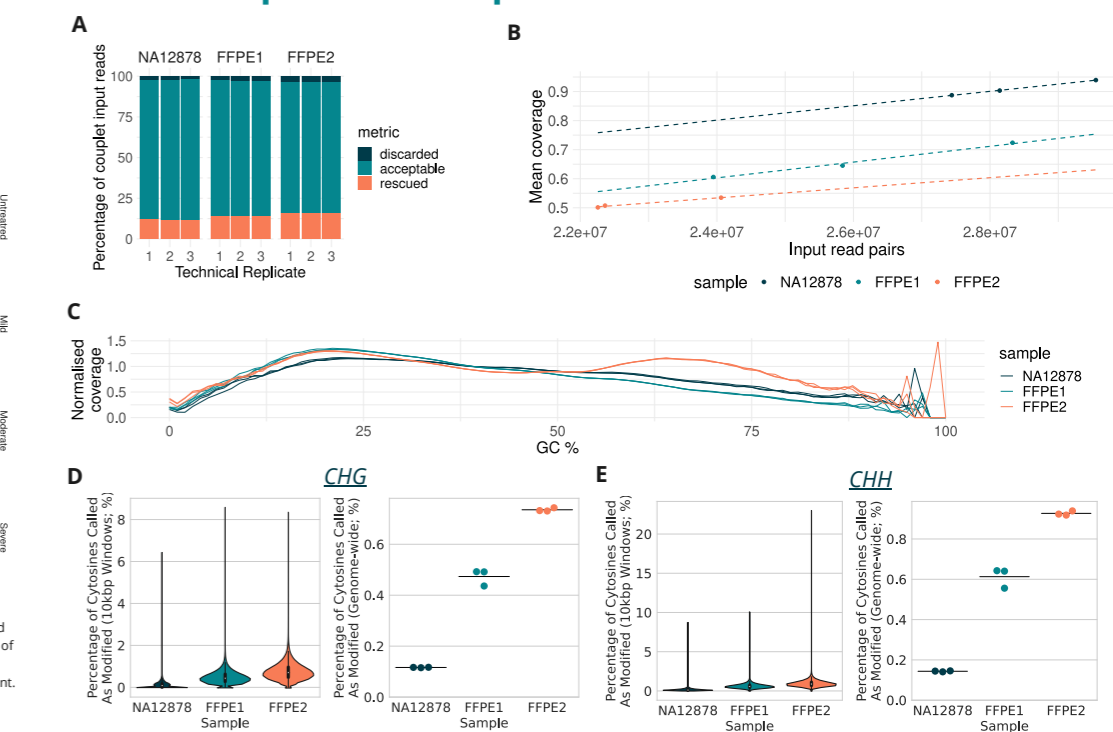 Untreated
Mild
Moderate
Severe
d
of
nt.
A
NA12878 FFPE1 FFPE2
Percentage of couplet input reads
100
75
50
25
0
1 2 3 1 2 3 1 2 3
Technical Replicate
metric
discarded
acceptable
rescued
B
Mean coverage
0.9
0.8
0.7
0.6
0.5
2.2e+07 2.4e+07 2.6e+07 2.8e+07
Input read pairs
sample NA12878 FFPE1 FFPE2
C
Normalised
coverage
1.5
1.0
0.5
0.0
0 25 50 75 100
GC %
sample
NA12878
FFPE1
FFPE2
D
CHG
Percentage of Cytosines Called
As Modified (10kbp Windows; %)
8
6
4
2
0
NA12878 FFPE1 FFPE2
Sample
Percentage of Cytosines Called
As Modified (Genome-wide; %)
0.6
0.4
0.2
0.0
NA12878 FFPE1 FFPE2
Sample
E
CHH
Percentage of Cytosines Called
As Modified (10kbp Windows; %)
20
15
10
5
0
NA12878 FFPE1 FFPE2
Sample
Percentage of Cytosines Called
As Modified (Genome-wide; %)
0.8
0.6
0.4
0.2
0.0
NA12878 FFPE1 FFPE2
Sample